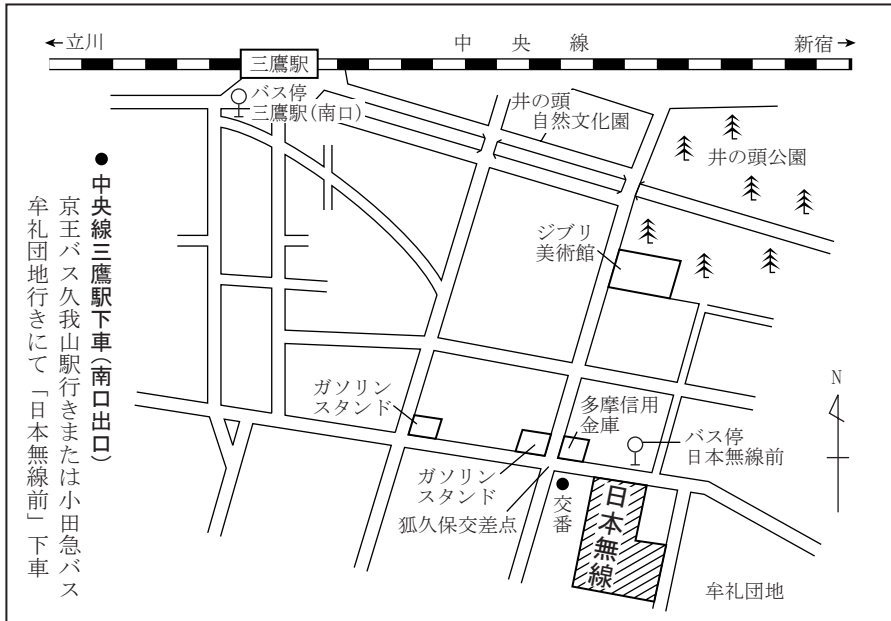 ←立川
中央線
新宿→
三鷹駅
バス停
三鷹駅(南口)
井の頭
自然文化園
井の頭公園
ジブリ
美術館
ガソリン
スタンド
多摩信用
金庫
バス停
日本無線前
N
ガソリン
スタンド
狐久保交差点
交番
日本無線
牟礼団地
●中央線三鷹駅下車(南口出口)
京王バス久我山駅行きまたは小田急バス
牟礼団地行きにて「日本無線前」下車